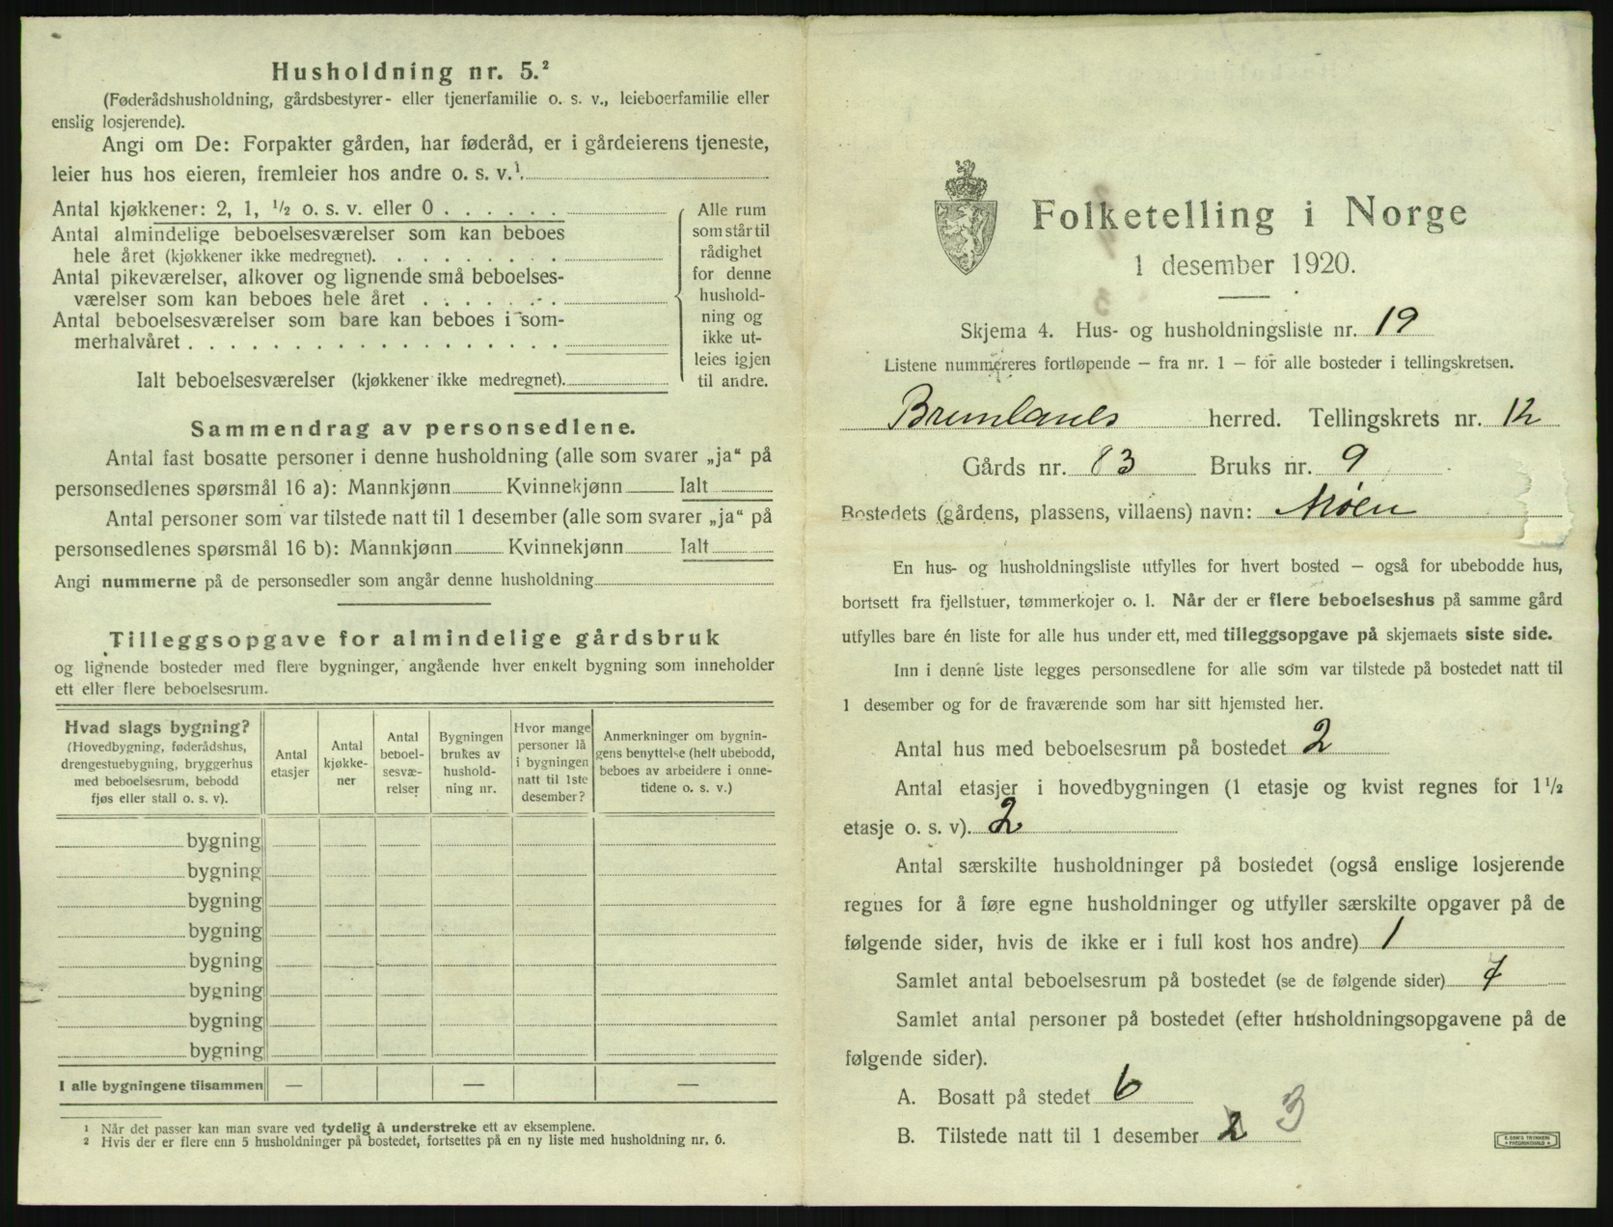 Husholdning nr. 5.²
(Føderådshusholdning, gårdsbestyrer- eller tjenerfamilie o. s. v., leieboerfamilie eller
enslig losjerende).
Angi om De: Forpakter gården, har føderåd, er i gårdeierens tjeneste,
leier hus hos eieren, fremleier hos andre o. s. v.¹.
Antal kjøkkener: 2, 1, ½ o. s. v. eller 0 . . . . . .
Antal almindelige beboelsesværelser som kan beboes
hele året (kjøkkener ikke medregnet). . . . . . . . .
Antal pikeværelser, alkover og lignende små beboelses-
værelser som kan beboes hele året . . . . . . .
Antal beboelsesværelser som bare kan beboes i som-
merhalvåret . . . . . . . . . . . . . . . . .
Ialt beboelsesværelser (kjøkkener ikke medregnet).
Alle rum
som står til
rådighet
for denne
hushold-
ning og
ikke ut-
leies igjen
til andre.
Sammendrag av personsedlene.
Antal fast bosatte personer i denne husholdning (alle som svarer „ja“ på
personsedlenes spørsmål 16 a): Mannkjønn Kvinnekjønn Ialt
Antal personer som var tilstede natt til 1 desember (alle som svarer „ja“ på
personsedlenes spørsmål 16 b): Mannkjønn Kvinnekjønn Ialt
Angi nummerne på de personsedler som angår denne husholdning
Tilleggsopgave for almindelige gårdsbruk
og lignende bosteder med flere bygninger, angående hver enkelt bygning som inneholder
ett eller flere beboelsesrum.
Hvad slags bygning?
(Hovedbygning, føderådshus,
drengestuebygning, bryggerhus
med beboelsesrum, bebodd
fjøs eller stall o. s. v).
Antal
etasjer
Antal
kjøkke-
ner
Antal
beboel-
sesvæ-
relser
Bygningen
brukes av
hushold-
ning nr.
Hvor mange
personer lå
i bygningen
natt til 1ste
desember?
Anmerkninger om bygnin-
gens benyttelse (helt ubebodd,
beboes av arbeidere i onne-
tidene o. s. v.)
bygning
bygning
bygning
bygning
bygning
bygning
bygning
bygning
I alle bygningene tilsammen — — —
¹ Når det passer kan man svare ved tydelig å understreke ett av eksemplene.
² Hvis der er flere enn 5 husholdninger på bostedet, fortsettes på en ny liste med husholdning nr. 6.
Folketelling i Norge
1 desember 1920.
Skjema 4. Hus- og husholdningsliste nr. 19
Listene nummereres fortløpende – fra nr. 1 – for alle bosteder i tellingskretsen.
Brunlanes herred. Tellingskrets nr. 12
Gårds nr. 83 Bruks nr. 9
Bostedets (gårdens, plassens, villaens) navn: Moen
En hus- og husholdningsliste utfylles for hvert bosted – også for ubebodde hus,
bortsett fra fjellstuer, tømmerkojer o. l. Når der er flere beboelseshus på samme gård
utfylles bare én liste for alle hus under ett, med tilleggsopgave på skjemaets siste side.
Inn i denne liste legges personsedlene for alle som var tilstede på bostedet natt til
1 desember og for de fraværende som har sitt hjemsted her.
Antal hus med beboelsesrum på bostedet 2
Antal etasjer i hovedbygningen (1 etasje og kvist regnes for 1½
etasje o. s. v). 2
Antal særskilte husholdninger på bostedet (også enslige losjerende
regnes for å føre egne husholdninger og utfyller særskilte opgaver på de
følgende sider, hvis de ikke er i full kost hos andre) 1
Samlet antal beboelsesrum på bostedet (se de følgende sider) 7
Samlet antal personer på bostedet (efter husholdningsopgavene på de
følgende sider).
A. Bosatt på stedet 6
B. Tilstede natt til 1 desember 2 3